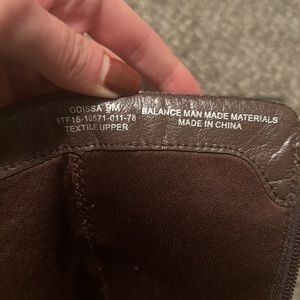 ODISSA 9M
BTF15-10571-011-78
TEXTILE UPPER
BALANCE MAN MADE MATERIALS
MADE IN CHINA